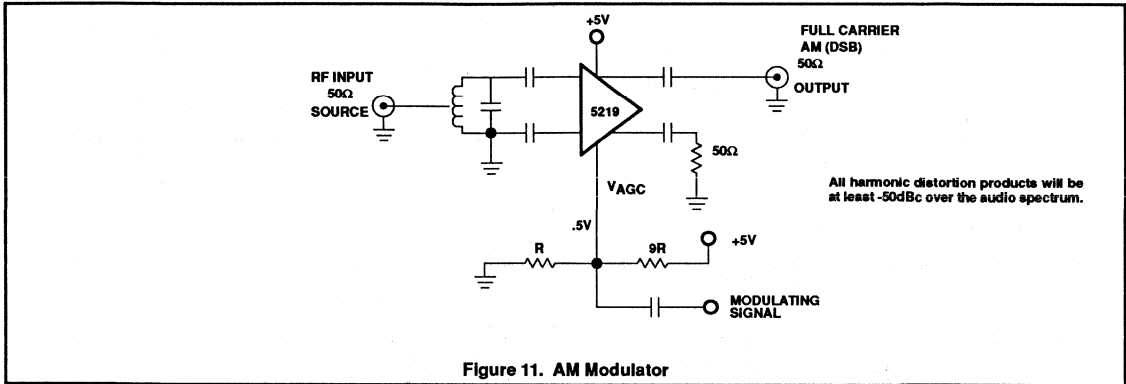 +5V
FULL CARRIER
AM (DSB)
50Ω
OUTPUT
RF INPUT
50Ω
SOURCE
5219
50Ω
VAGC
All harmonic distortion products will be
at least -50dBc over the audio spectrum.
.5V
R
9R
+5V
MODULATING
SIGNAL
Figure 11. AM Modulator